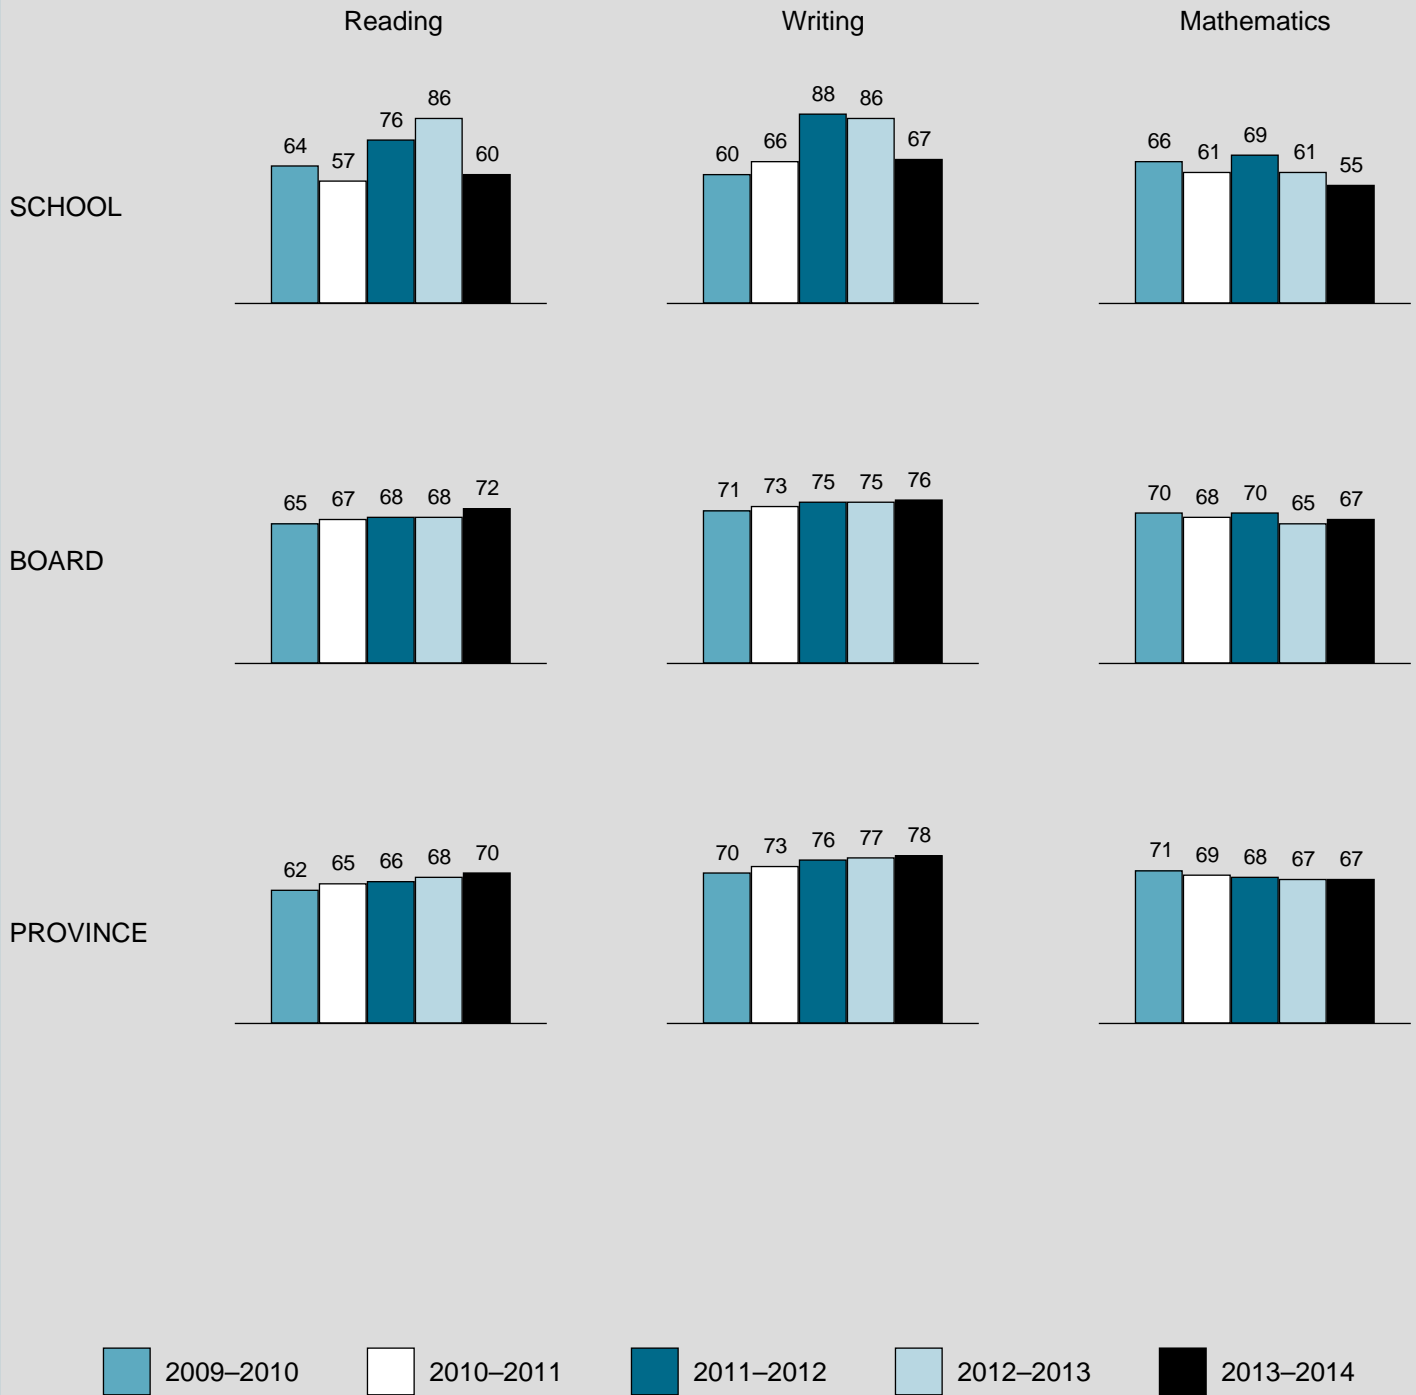 Reading Writing Mathematics
SCHOOL
64 57 76 86 60
60 66 88 86 67
66 61 69 61 55
BOARD
65 67 68 68 72
71 73 75 75 76
70 68 70 65 67
PROVINCE
62 65 66 68 70
70 73 76 77 78
71 69 68 67 67
2009–2010 2010–2011 2011–2012 2012–2013 2013–2014